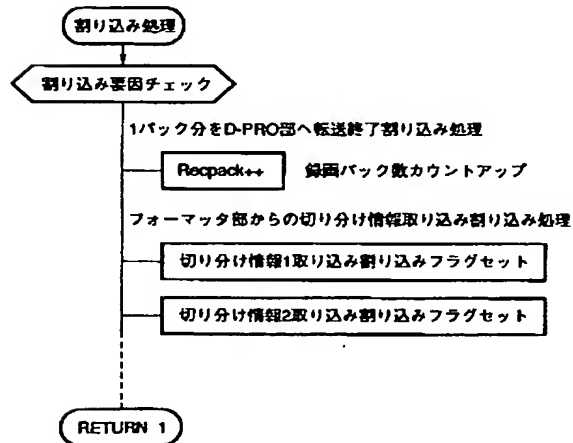 割り込み処理
割り込み要因チェック
1パック分をD-PRO部へ転送終了割り込み処理
Recpack++ 録画パック数カウントアップ
フォーマッタ部からの切り分け情報取り込み割り込み処理
切り分け情報1取り込み割り込みフラグセット
切り分け情報2取り込み割り込みフラグセット
RETURN 1